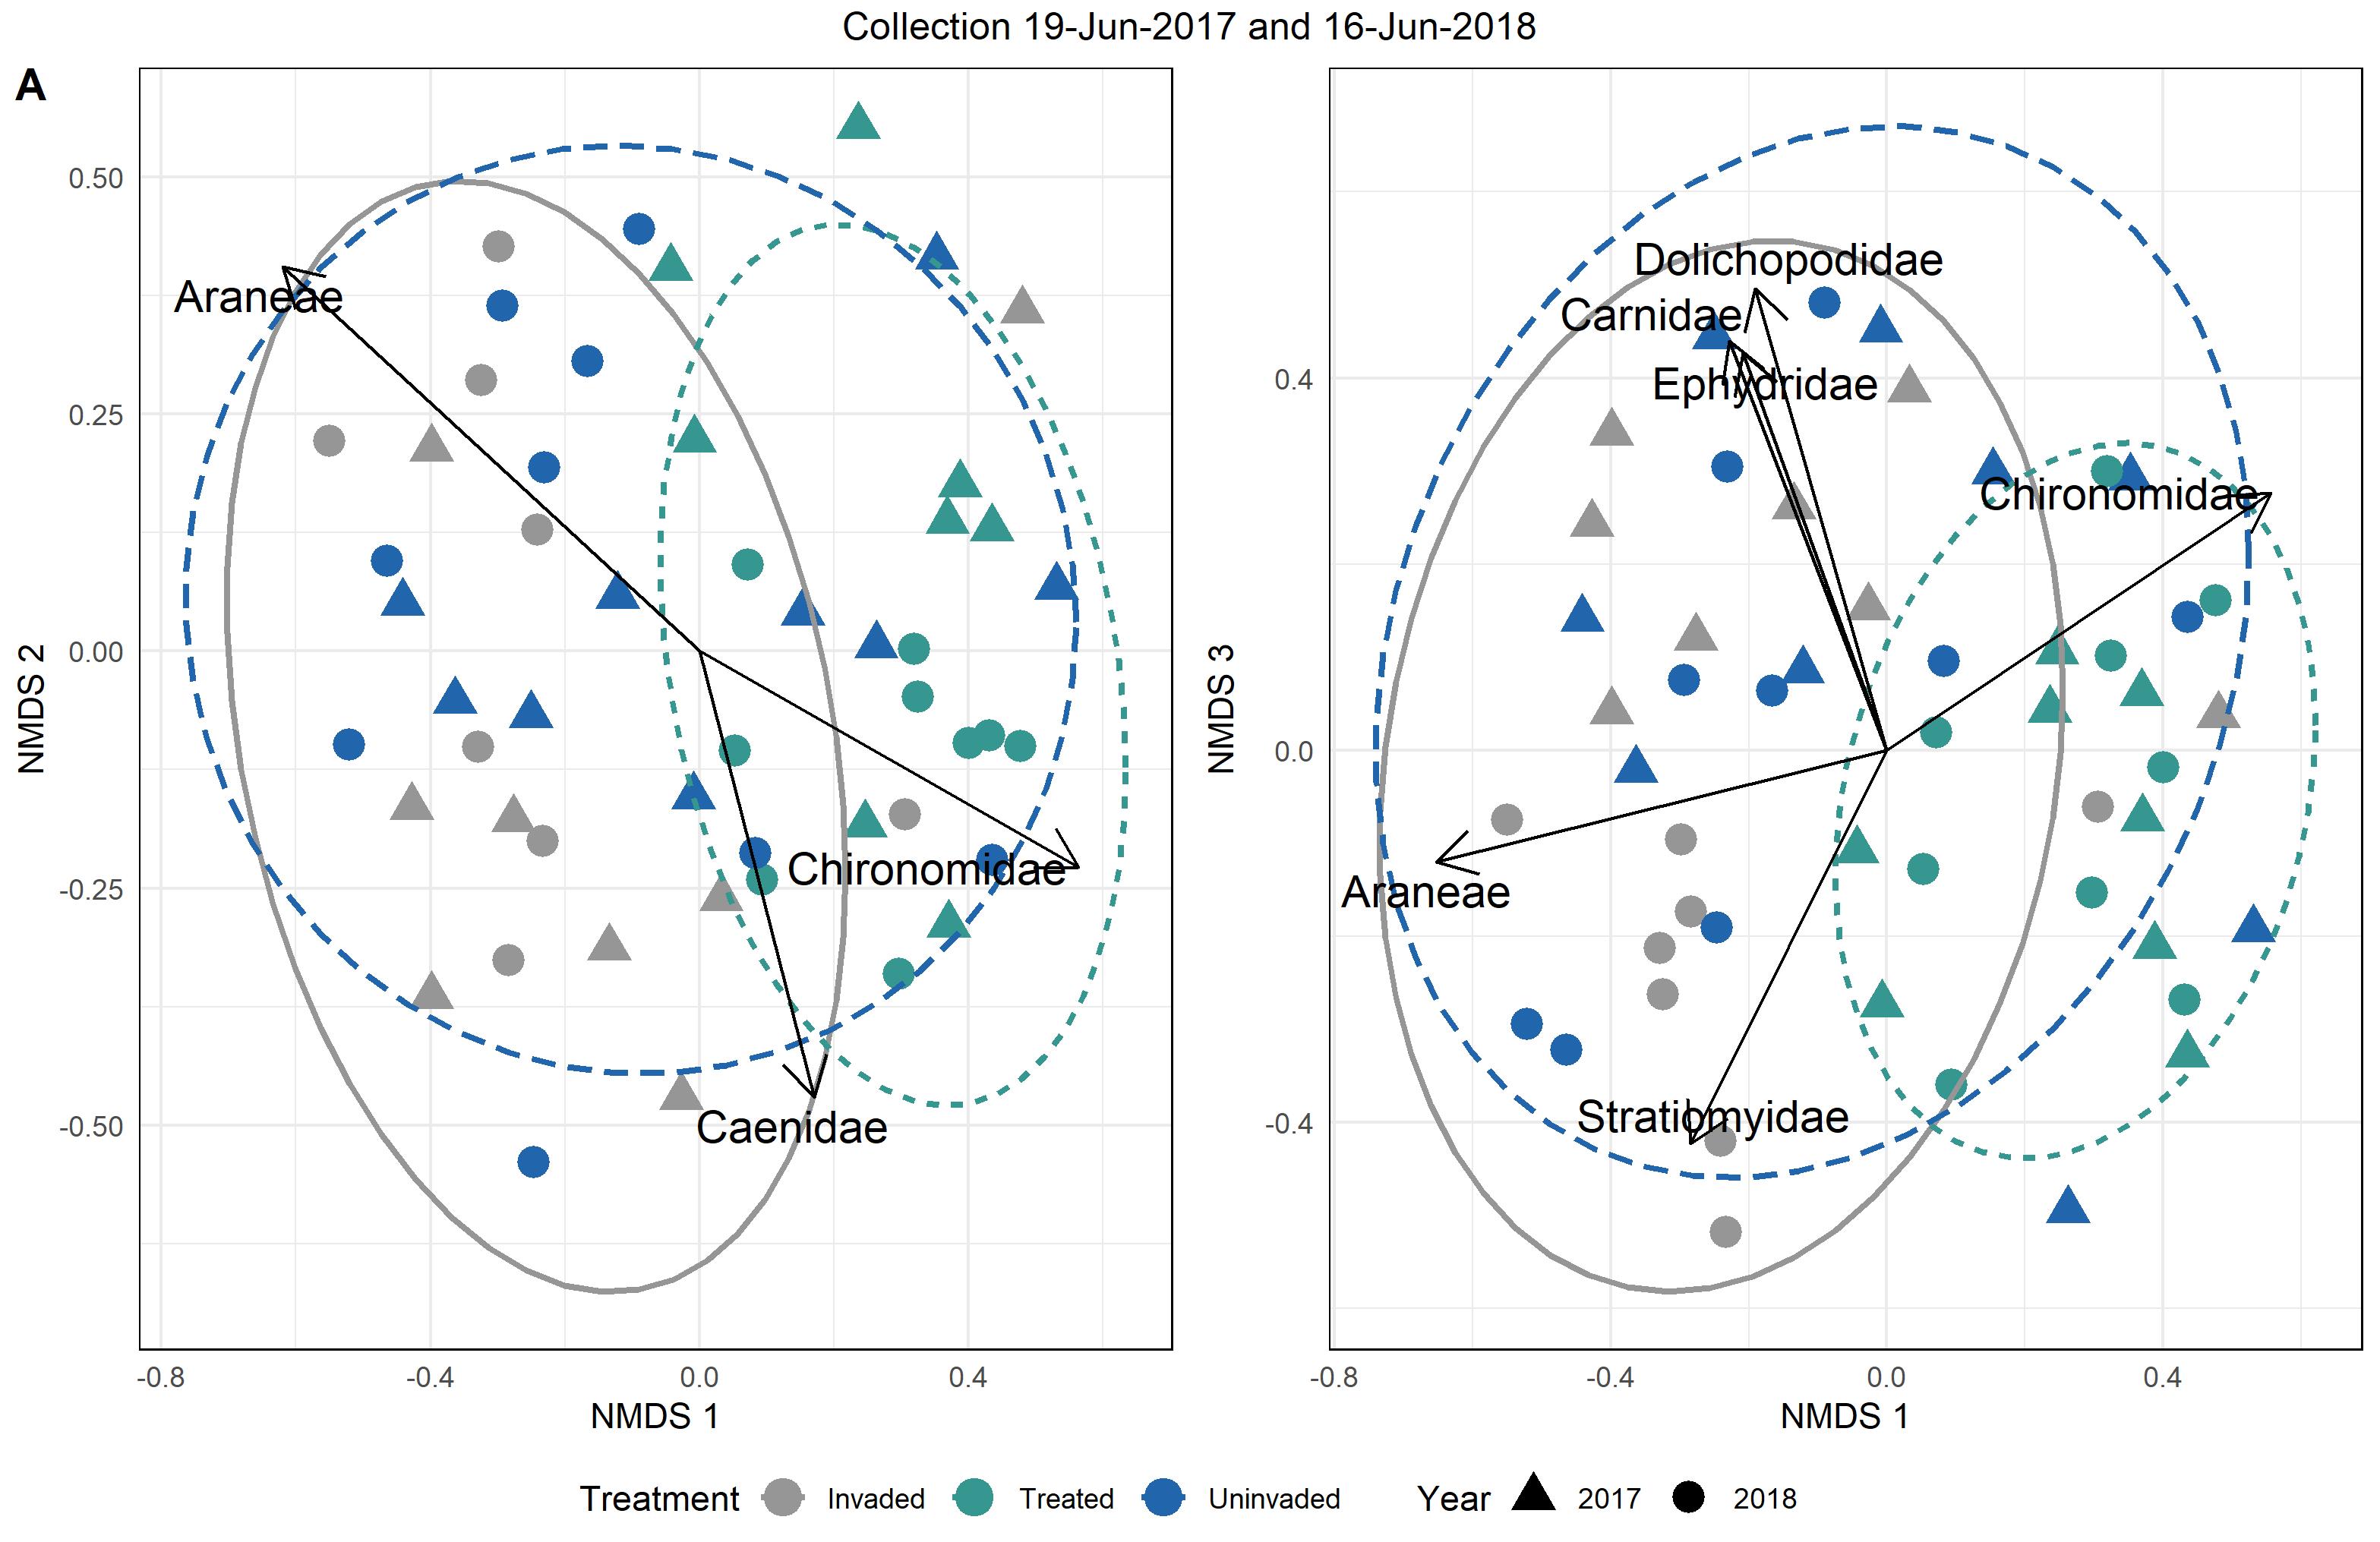 Collection 19-Jun-2017 and 16-Jun-2018
A
NMDS 2
0.50
0.25
0.00
-0.25
-0.50
Araneae
Chironomidae
Caenidae
-0.8 -0.4 0.0 0.4
NMDS 1
NMDS 3
0.4
0.0
-0.4
Dolichopodidae
Carnidae
Ephydridae
Chironomidae
Araneae
Stratiomyidae
-0.8 -0.4 0.0 0.4
NMDS 1
Treatment Invaded Treated Uninvaded Year 2017 2018